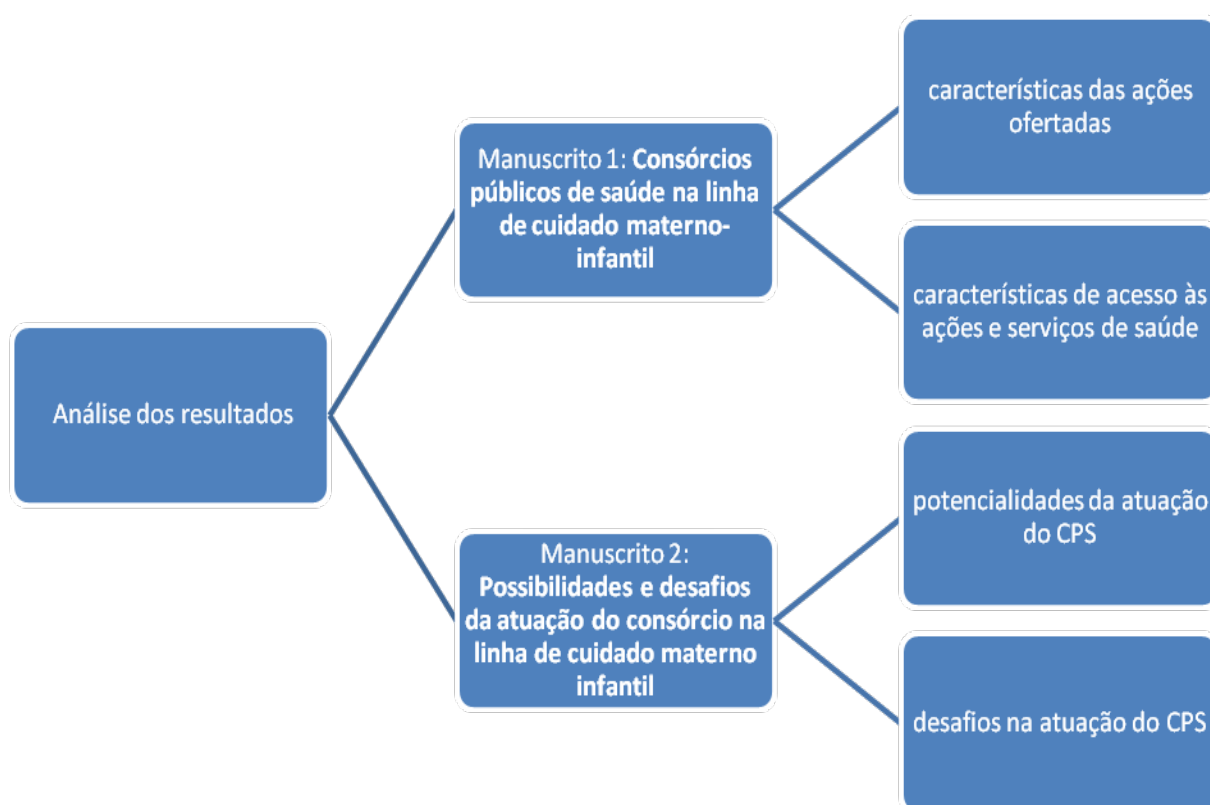 Análise dos resultados
Manuscrito 1: Consórcios
públicos de saúde na linha
de cuidado materno-
infantil
características das ações
ofertadas
características de acesso às
ações e serviços de saúde
Manuscrito 2:
Possibilidades e desafios
da atuação do consórcio na
linha de cuidado materno
infantil
potencialidades da atuação
do CPS
desafios na atuação do CPS